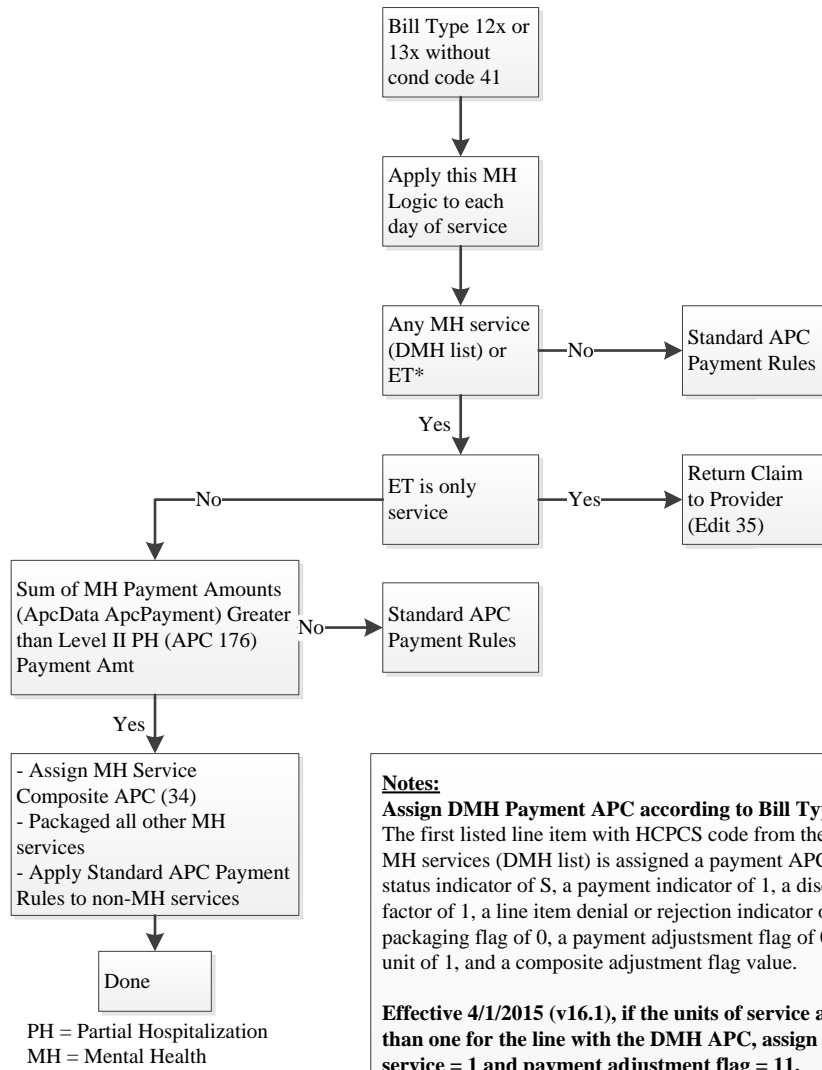 Bill Type 12x or
13x without
cond code 41
Apply this MH
Logic to each
day of service
Any MH service
(DMH list) or
ET*
No
Standard APC
Payment Rules
Yes
ET is only
service
No
Yes
Return Claim
to Provider
(Edit 35)
Sum of MH Payment Amounts
(ApcData ApcPayment) Greater
than Level II PH (APC 176)
Payment Amt
No
Standard APC
Payment Rules
Yes
- Assign MH Service
Composite APC (34)
- Packaged all other MH
services
- Apply Standard APC Payment
Rules to non-MH services
Done
PH = Partial Hospitalization
MH = Mental Health
Notes:
Assign DMH Payment APC according to Bill Typ
The first listed line item with HCPCS code from the
MH services (DMH list) is assigned a payment APC
status indicator of S, a payment indicator of 1, a dis
factor of 1, a line item denial or rejection indicator o
packaging flag of 0, a payment adjustsment flag of 0
unit of 1, and a composite adjustment flag value.
Effective 4/1/2015 (v16.1), if the units of service a
than one for the line with the DMH APC, assign
service = 1 and payment adjustment flag = 11.